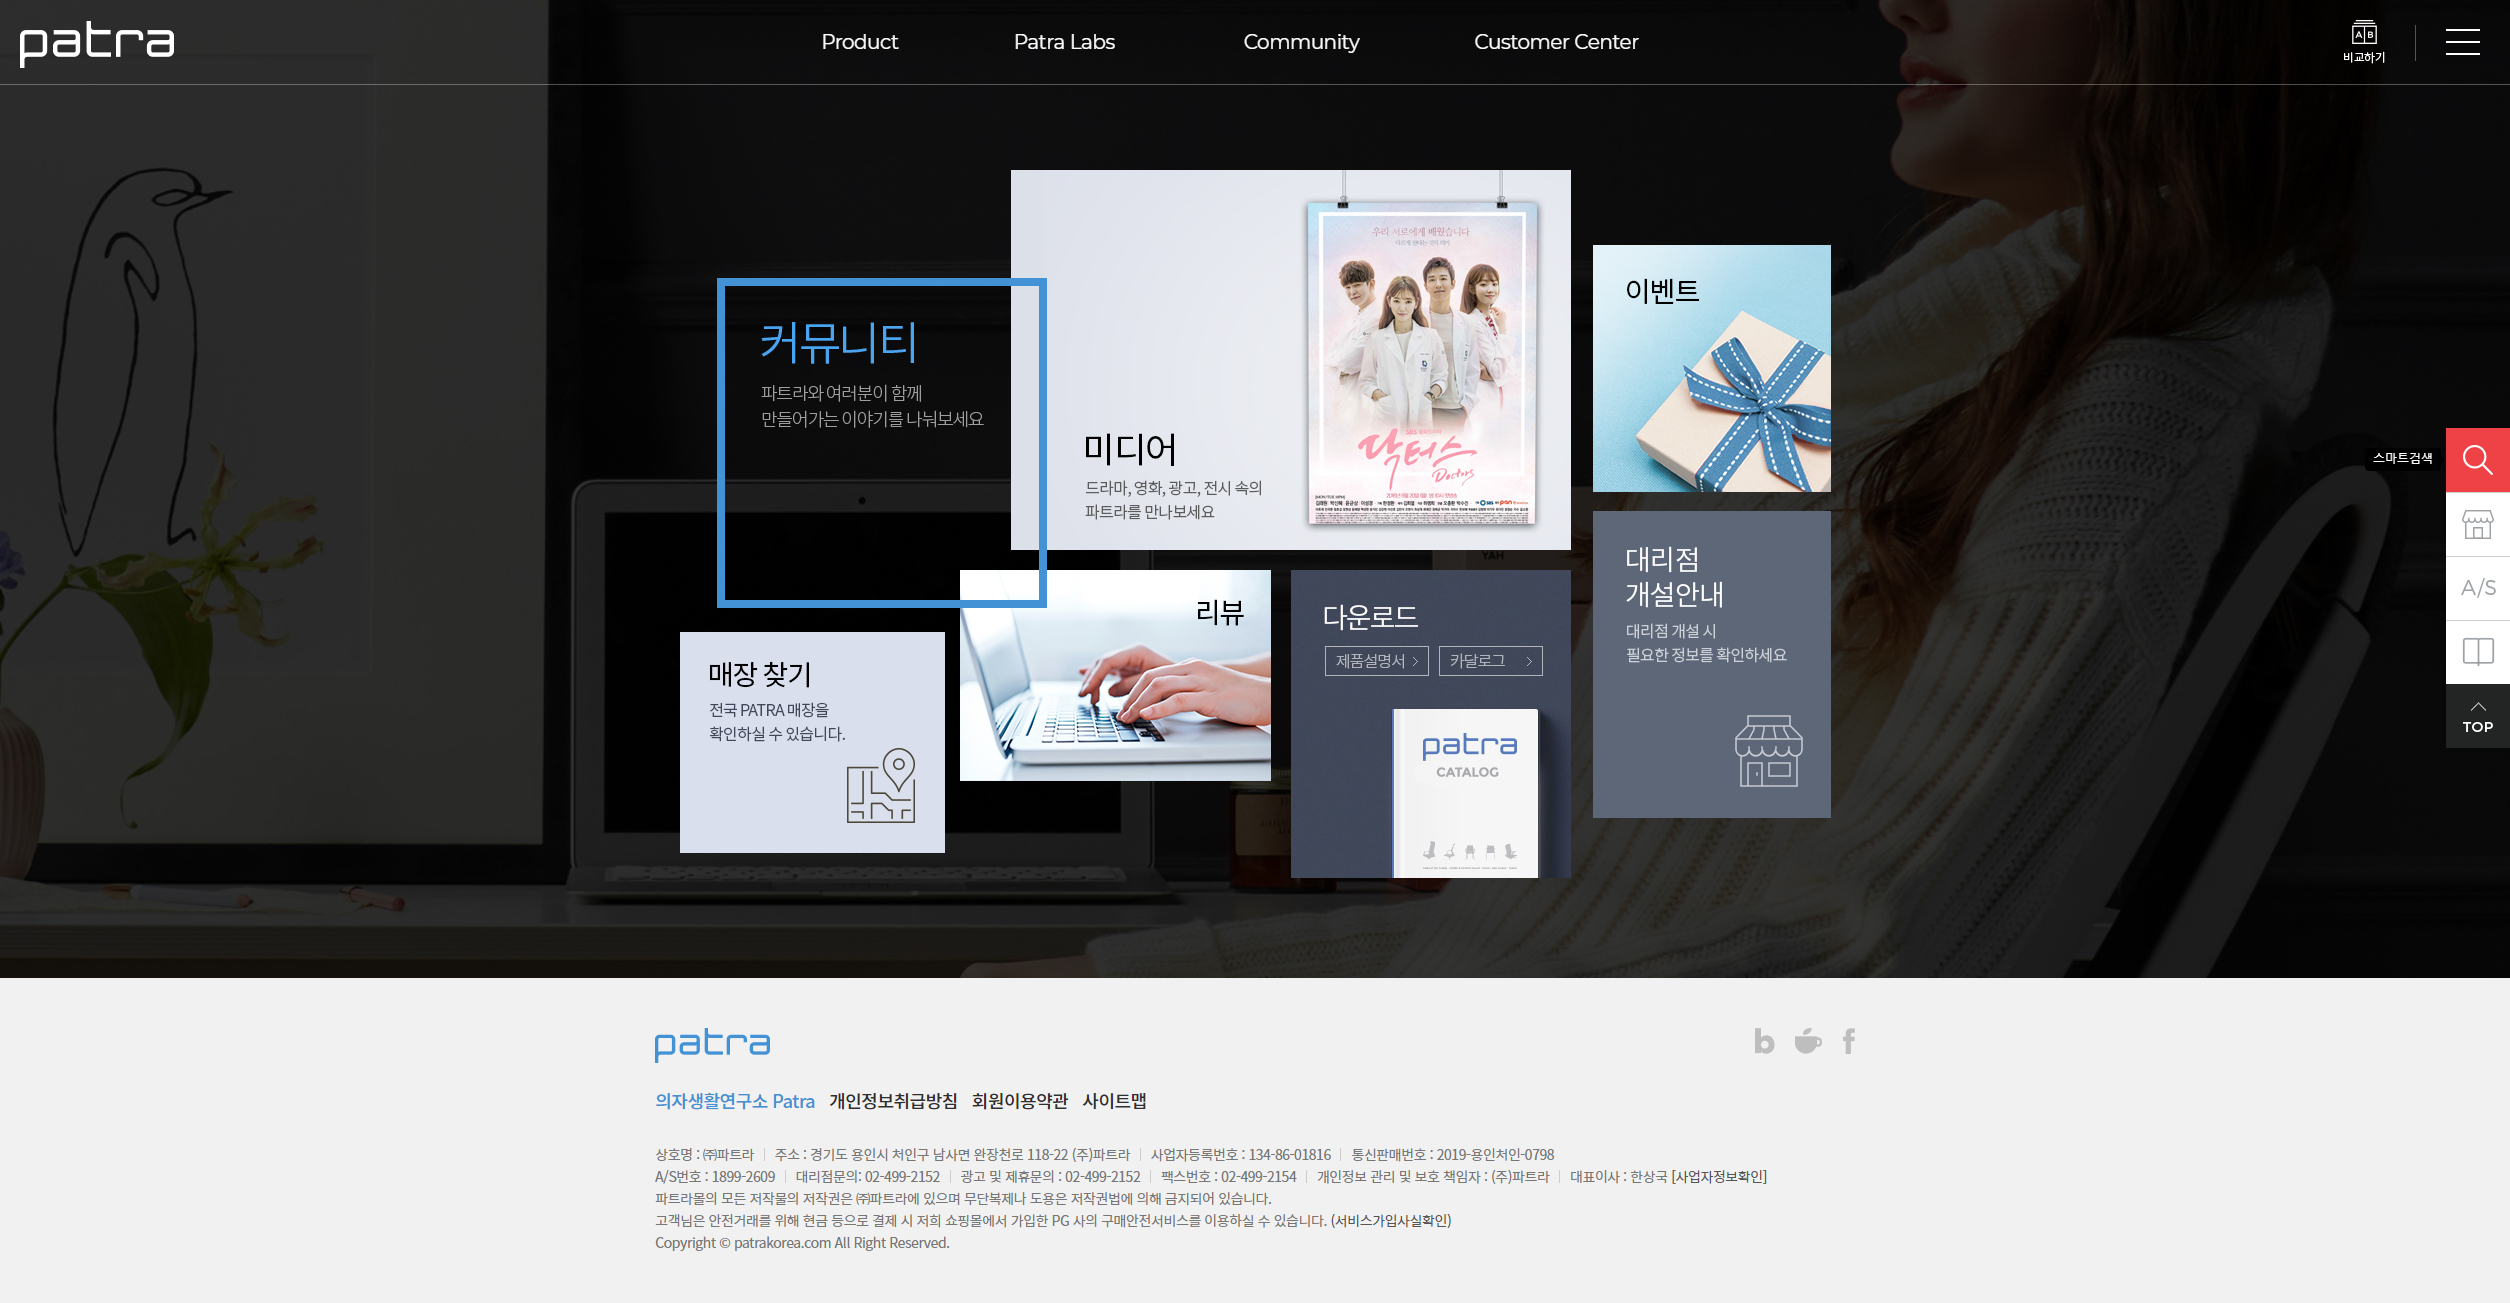 patra
Product
Patra Labs
Community
Customer Center
A B
비교하기
커뮤니티
파트라와 여러분이 함께
만들어가는 이야기를 나눠보세요
미디어
드라마, 영화, 광고, 전시 속의
파트라를 만나보세요
우리 서로에게 배웠습니다
닥터스
Doctors
이벤트
대리점
개설안내
대리점 개설 시
필요한 정보를 확인하세요
리뷰
다운로드
제품설명서
카달로그
patra
CATALOG
매장 찾기
전국 PATRA 매장을
확인하실 수 있습니다.
YAH
스마트검색
A/S
TOP
patra
b f
의자생활연구소 Patra 개인정보취급방침 회원이용약관 사이트맵
상호명 : ㈜파트라 | 주소 : 경기도 용인시 처인구 남사면 완장천로 118-22 (주)파트라 | 사업자등록번호 : 134-86-01816 | 통신판매번호 : 2019-용인처인-0798
A/S번호 : 1899-2609 | 대리점문의: 02-499-2152 | 광고 및 제휴문의 : 02-499-2152 | 팩스번호 : 02-499-2154 | 개인정보 관리 및 보호 책임자 : (주)파트라 | 대표이사 : 한상국 [사업자정보확인]
파트라몰의 모든 저작물의 저작권은 ㈜파트라에 있으며 무단복제나 도용은 저작권법에 의해 금지되어 있습니다.
고객님은 안전거래를 위해 현금 등으로 결제 시 저희 쇼핑몰에서 가입한 PG 사의 구매안전서비스를 이용하실 수 있습니다. (서비스가입사실확인)
Copyright © patrakorea.com All Right Reserved.